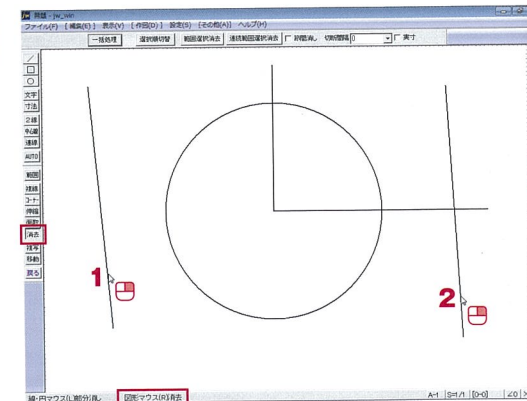 無題 - jw_win
ファイル(F) [編集(E)] 表示(V) [作図(D)] 設定(S) [その他(A)] ヘルプ(H)
一括処理 選択順切替 範囲選択消去 連続範囲選択消去 節間消し 切断間隔 実寸
文字
寸法
2線
中心線
連線
AUTO
範囲
複線
コーナー
伸縮
面取
消去
複写
移動
戻る
1
2
線・円マウス(L)部分消し 図形マウス(R)消去 A-1 S=1/1 [0-0] ∠0